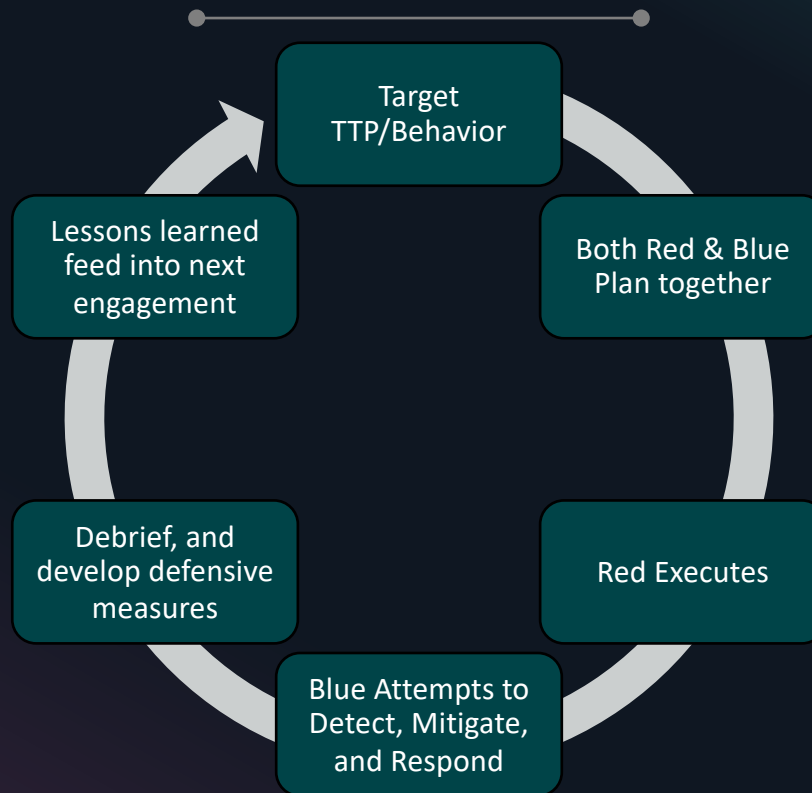 Target
TTP/Behavior
Both Red & Blue
Plan together
Red Executes
Blue Attempts to
Detect, Mitigate,
and Respond
Debrief, and
develop defensive
measures
Lessons learned
feed into next
engagement